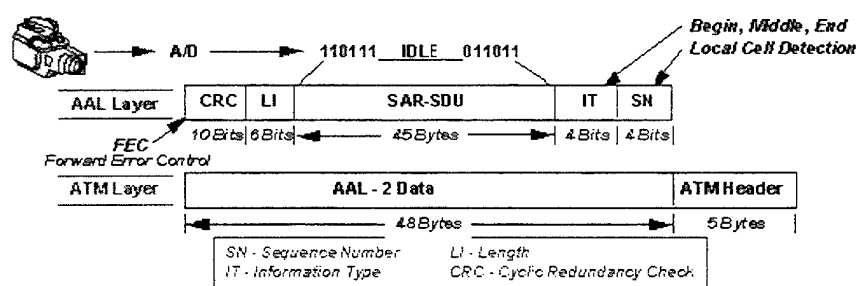 Begin, Middle, End
A/D 110111 IDLE 011011 Local Cell Detection
AAL Layer CRC LI SAR-SDU IT SN
10 Bits 6 Bits 45 Bytes 4 Bits 4 Bits
FEC
Forward Error Control
ATM Layer AAL - 2 Data ATM Header
48 Bytes 5 Bytes
SN - Sequence Number LI - Length
IT - Information Type CRC - Cyclic Redundancy Check